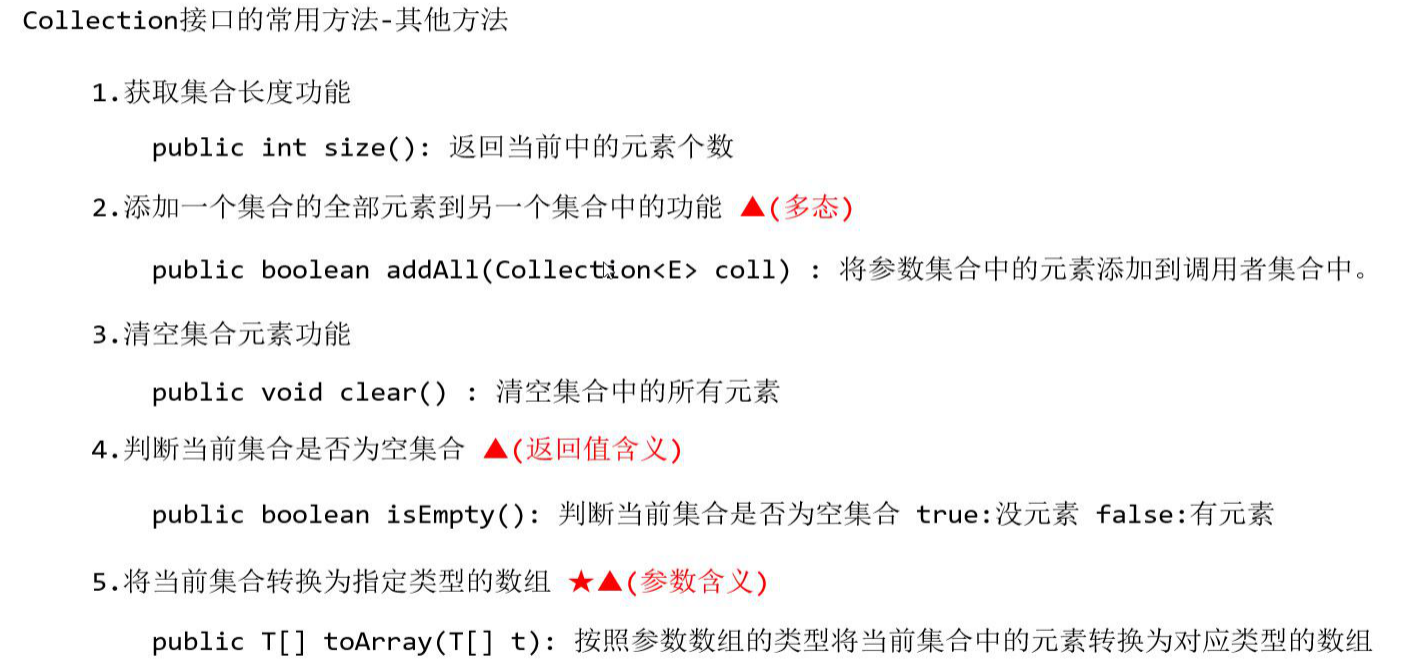 Collection接口的常用方法-其他方法
1.获取集合长度功能
public int size(): 返回当前中的元素个数
2.添加一个集合的全部元素到另一个集合中的功能 ▲(多态)
public boolean addAll(Collection<E> coll) : 将参数集合中的元素添加到调用者集合中。
3.清空集合元素功能
public void clear() : 清空集合中的所有元素
4.判断当前集合是否为空集合 ▲(返回值含义)
public boolean isEmpty(): 判断当前集合是否为空集合 true:没元素 false:有元素
5.将当前集合转换为指定类型的数组 ★▲(参数含义)
public T[] toArray(T[] t): 按照参数数组的类型将当前集合中的元素转换为对应类型的数组